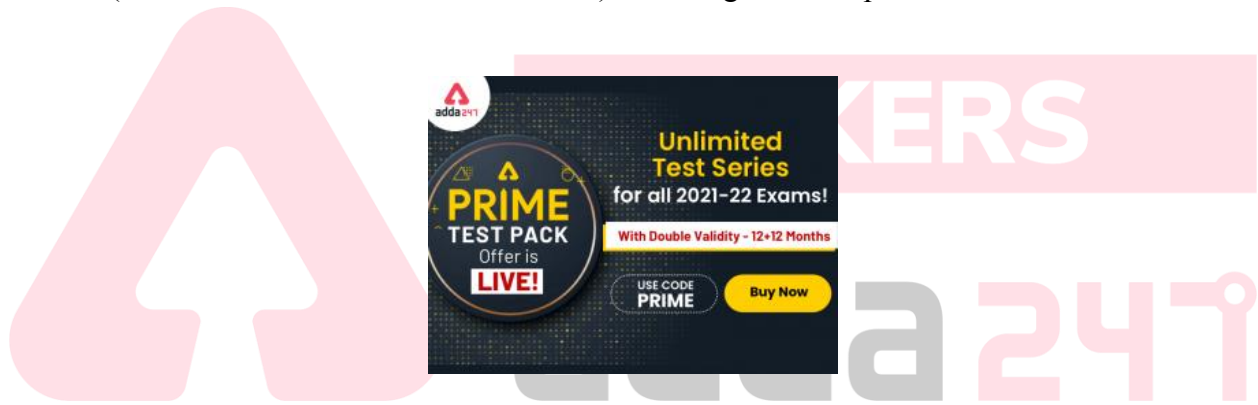 KERS
adda247
Unlimited
Test Series
for all 2021-22 Exams!
PRIME
TEST PACK
Offer is
LIVE!
With Double Validity - 12+12 Months
USE CODE
PRIME
Buy Now
a 247